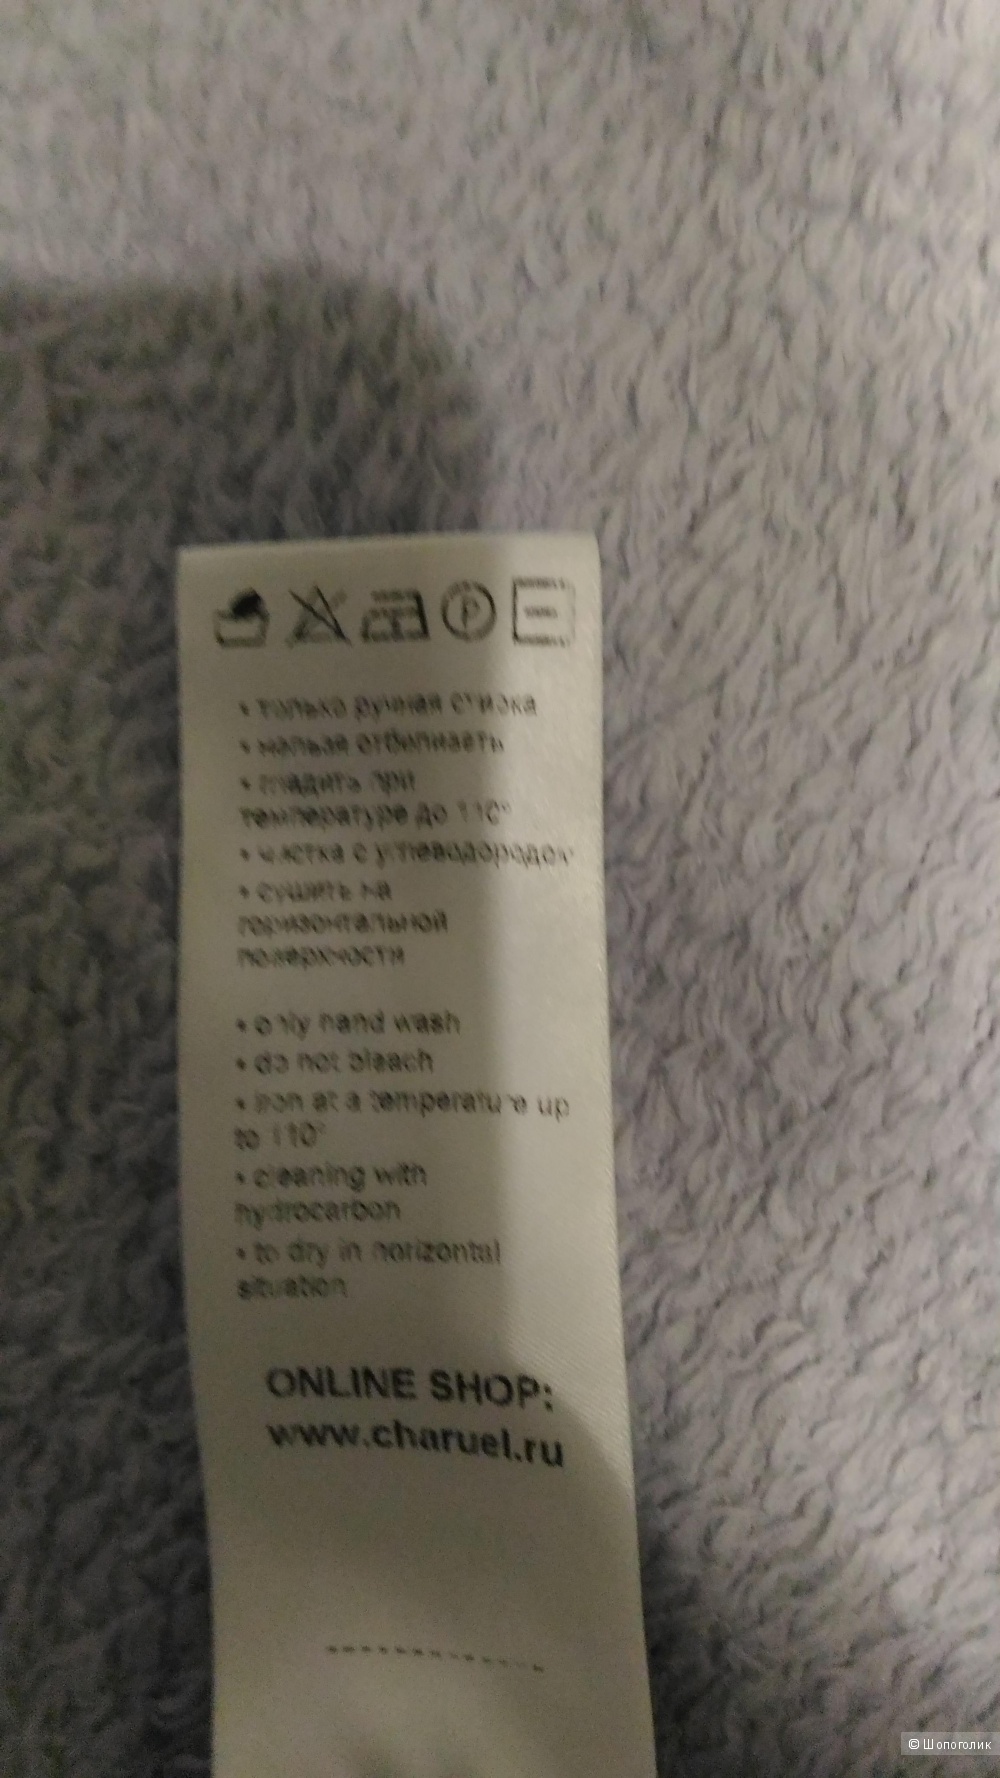 • только ручная стирка
• нельзя отбеливать
• гладить при
температуре до 110°
• чистка с углеводородом
• сушить на
горизонтальной
поверхности
• only hand wash
• do not bleach
• iron at a temperature up
to 110°
• cleaning with
hydrocarbon
• to dry in horizontal
situation
ONLINE SHOP:
www.charuel.ru
© Шопоголик